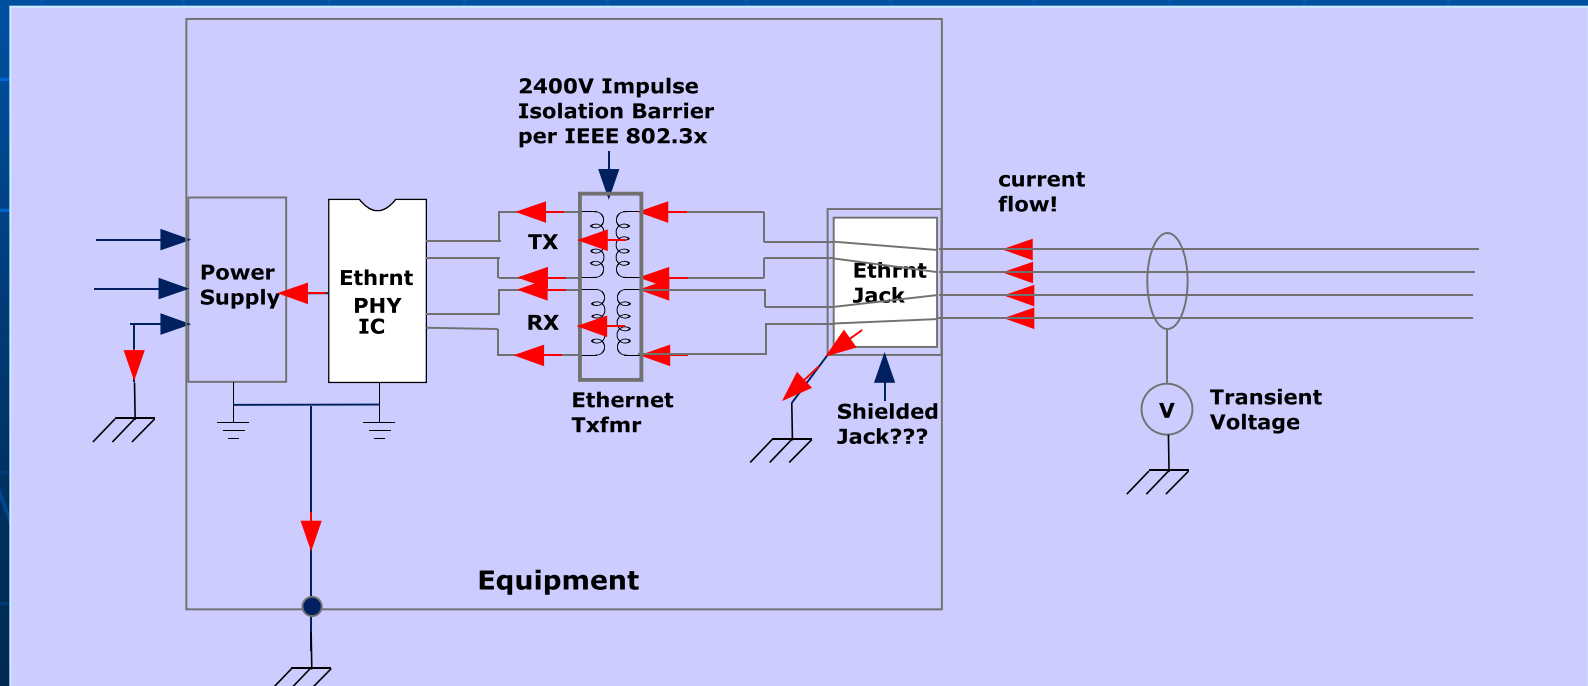 2400V Impulse
Isolation Barrier
per IEEE 802.3x
current
flow!
TX
Power
Supply
Ethrnt
PHY
IC
Ethrnt
Jack
RX
Ethernet
Txfmr
Shielded
Jack???
V
Transient
Voltage
Equipment